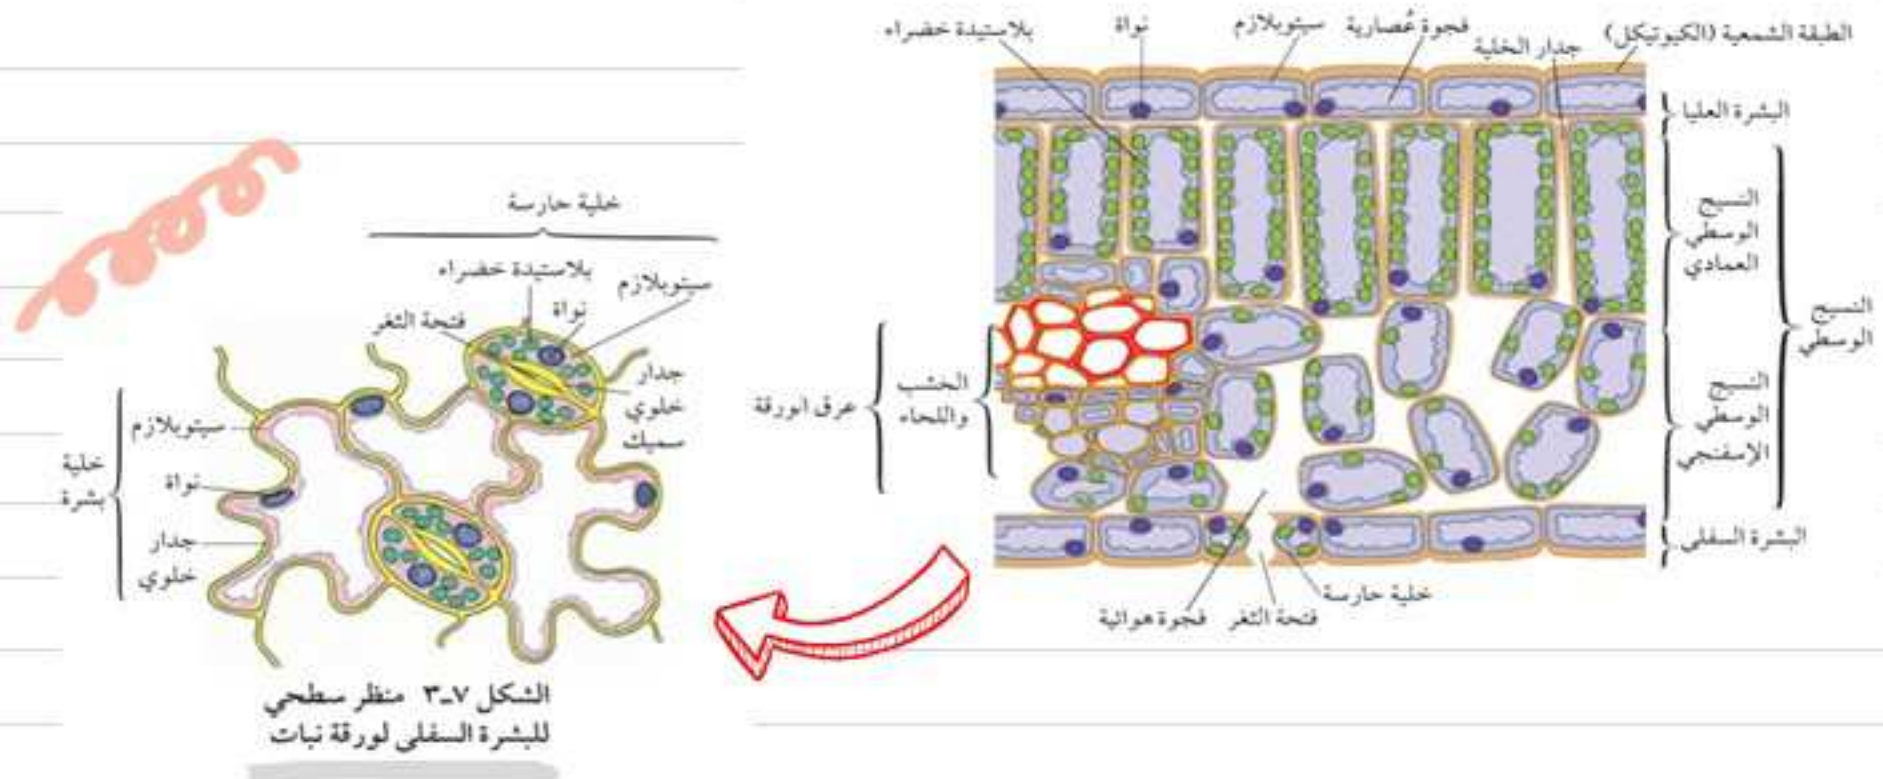 الطبقة الشمعية (الكيوتيكل)
جدار الخلية
فجوة عُصارية
سيتوبلازم
نواة
بلاستيدة خضراء
البشرة العليا
النسيج
الوسطي
العمادي
النسيج
الوسطي
النسيج
الوسطي
الإسفنجي
البشرة السفلى
الخشب
واللحاء
عرق الورقة
خلية حارسة
فتحة الثغر
فجوة هوائية
خلية حارسة
بلاستيدة خضراء
سيتوبلازم
نواة
فتحة الثغر
جدار
خلوي
سميك
سيتوبلازم
خلية
بشرة
نواة
جدار
خلوي
الشكل ٧-٣ منظر سطحي
للبشرة السفلى لورقة نبات